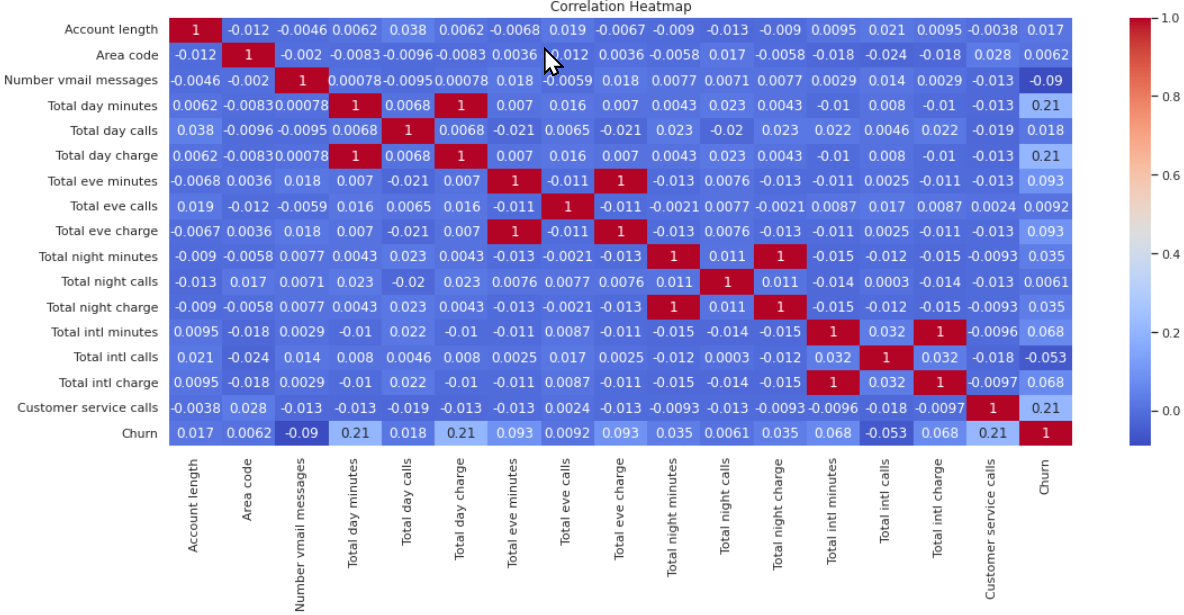 Correlation Heatmap
Account length 1 -0.012 -0.0046 0.0062 0.038 0.0062 -0.0068 0.019 -0.0067 -0.009 -0.013 -0.009 0.0095 0.021 0.0095 -0.0038 0.017
Area code -0.012 1 -0.002 -0.0083 -0.0096 -0.0083 0.0036 0.012 0.0036 -0.0058 0.017 -0.0058 -0.018 -0.024 -0.018 0.028 0.0062
Number vmail messages -0.0046 -0.002 1 0.00078 -0.0095 0.00078 0.018 0.0059 0.018 0.0077 0.0071 0.0077 0.0029 0.014 0.0029 -0.013 -0.09
Total day minutes 0.0062 -0.0083 0.00078 1 0.0068 1 0.007 0.016 0.007 0.0043 0.023 0.0043 -0.01 0.008 -0.01 -0.013 0.21
Total day calls 0.038 -0.0096 -0.0095 0.0068 1 0.0068 -0.021 0.0065 -0.021 0.023 -0.02 0.023 0.022 0.0046 0.022 -0.019 0.018
Total day charge 0.0062 -0.0083 0.00078 1 0.0068 1 0.007 0.016 0.007 0.0043 0.023 0.0043 -0.01 0.008 -0.01 -0.013 0.21
Total eve minutes -0.0068 0.0036 0.018 0.007 -0.021 0.007 1 -0.011 1 -0.013 0.0076 -0.013 -0.011 0.0025 -0.011 -0.013 0.093
Total eve calls 0.019 -0.012 -0.0059 0.016 0.0065 0.016 -0.011 1 -0.011 -0.0021 0.0077 -0.0021 0.0087 0.017 0.0087 0.0024 0.0092
Total eve charge -0.0067 0.0036 0.018 0.007 -0.021 0.007 1 -0.011 1 -0.013 0.0076 -0.013 -0.011 0.0025 -0.011 -0.013 0.093
Total night minutes -0.009 -0.0058 0.0077 0.0043 0.023 0.0043 -0.013 -0.0021 -0.013 1 0.011 1 -0.015 -0.012 -0.015 -0.0093 0.035
Total night calls -0.013 0.017 0.0071 0.023 -0.02 0.023 0.0076 0.0077 0.0076 0.011 1 0.011 -0.014 0.0003 -0.014 -0.013 0.0061
Total night charge -0.009 -0.0058 0.0077 0.0043 0.023 0.0043 -0.013 -0.0021 -0.013 1 0.011 1 -0.015 -0.012 -0.015 -0.0093 0.035
Total intl minutes 0.0095 -0.018 0.0029 -0.01 0.022 -0.01 -0.011 0.0087 -0.011 -0.015 -0.014 -0.015 1 0.032 1 -0.0096 0.068
Total intl calls 0.021 -0.024 0.014 0.008 0.0046 0.008 0.0025 0.017 0.0025 -0.012 0.0003 -0.012 0.032 1 0.032 -0.018 -0.053
Total intl charge 0.0095 -0.018 0.0029 -0.01 0.022 -0.01 -0.011 0.0087 -0.011 -0.015 -0.014 -0.015 1 0.032 1 -0.0097 0.068
Customer service calls -0.0038 0.028 -0.013 -0.013 -0.019 -0.013 -0.013 0.0024 -0.013 -0.0093 -0.013 -0.0093 -0.0096 -0.018 -0.0097 1 0.21
Churn 0.017 0.0062 -0.09 0.21 0.018 0.21 0.093 0.0092 0.093 0.035 0.0061 0.035 0.068 -0.053 0.068 0.21 1
Account length
Area code
Number vmail messages
Total day minutes
Total day calls
Total day charge
Total eve minutes
Total eve calls
Total eve charge
Total night minutes
Total night calls
Total night charge
Total intl minutes
Total intl calls
Total intl charge
Customer service calls
Churn
1.0
0.8
0.6
0.4
0.2
0.0